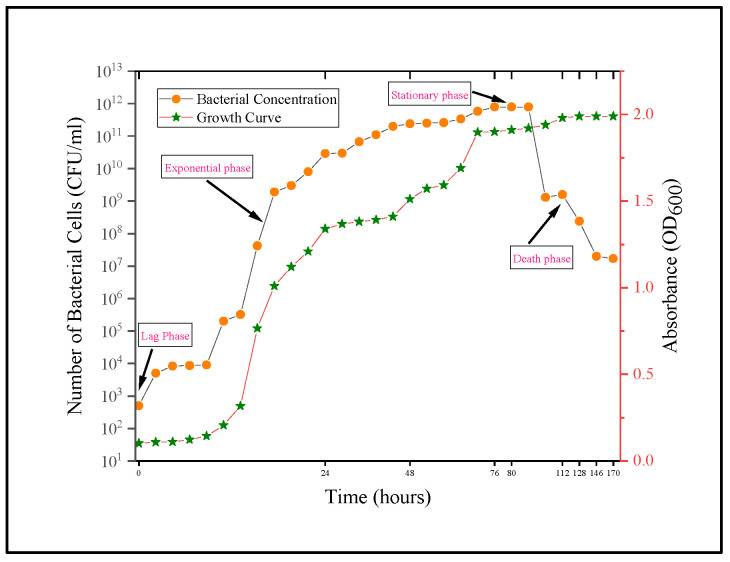 10^13
10^12
10^11
10^10
10^9
10^8
10^7
10^6
10^5
10^4
10^3
10^2
10^1
Number of Bacterial Cells (CFU/ml)
Bacterial Concentration
Growth Curve
Stationary phase
Exponential phase
Lag Phase
Death phase
2.0
1.5
1.0
0.5
0.0
Absorbance (OD600)
0 24 48 76 80 112 128 146 170
Time (hours)